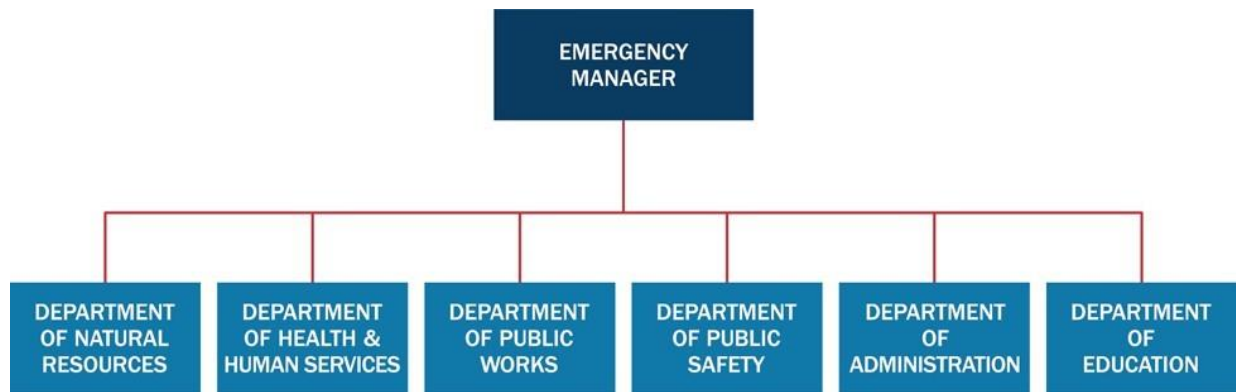 EMERGENCY
MANAGER
DEPARTMENT
OF NATURAL
RESOURCES
DEPARTMENT
OF HEALTH &
HUMAN SERVICES
DEPARTMENT
OF PUBLIC
WORKS
DEPARTMENT
OF PUBLIC
SAFETY
DEPARTMENT
OF
ADMINISTRATION
DEPARTMENT
OF
EDUCATION